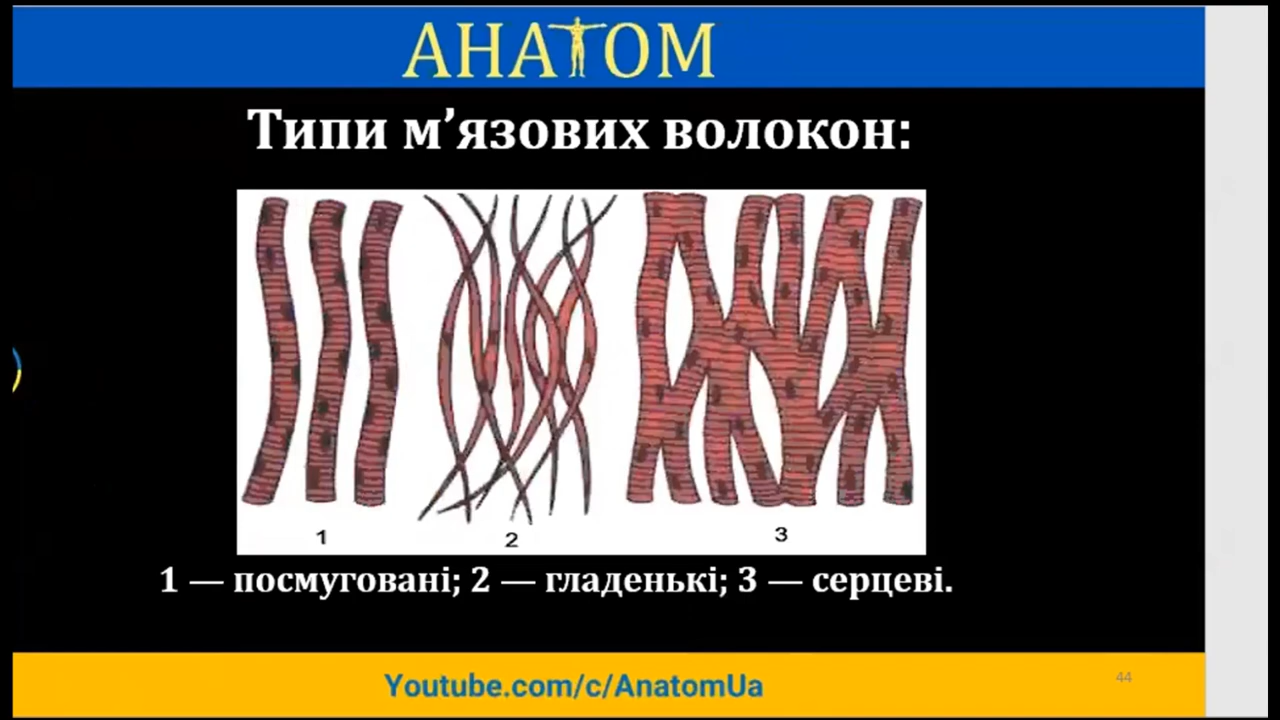 АНАТОМ
Типи м’язових волокон:
1 2 3
1 — посмуговані; 2 — гладенькі; 3 — серцеві.
Youtube.com/c/AnatomUa
44